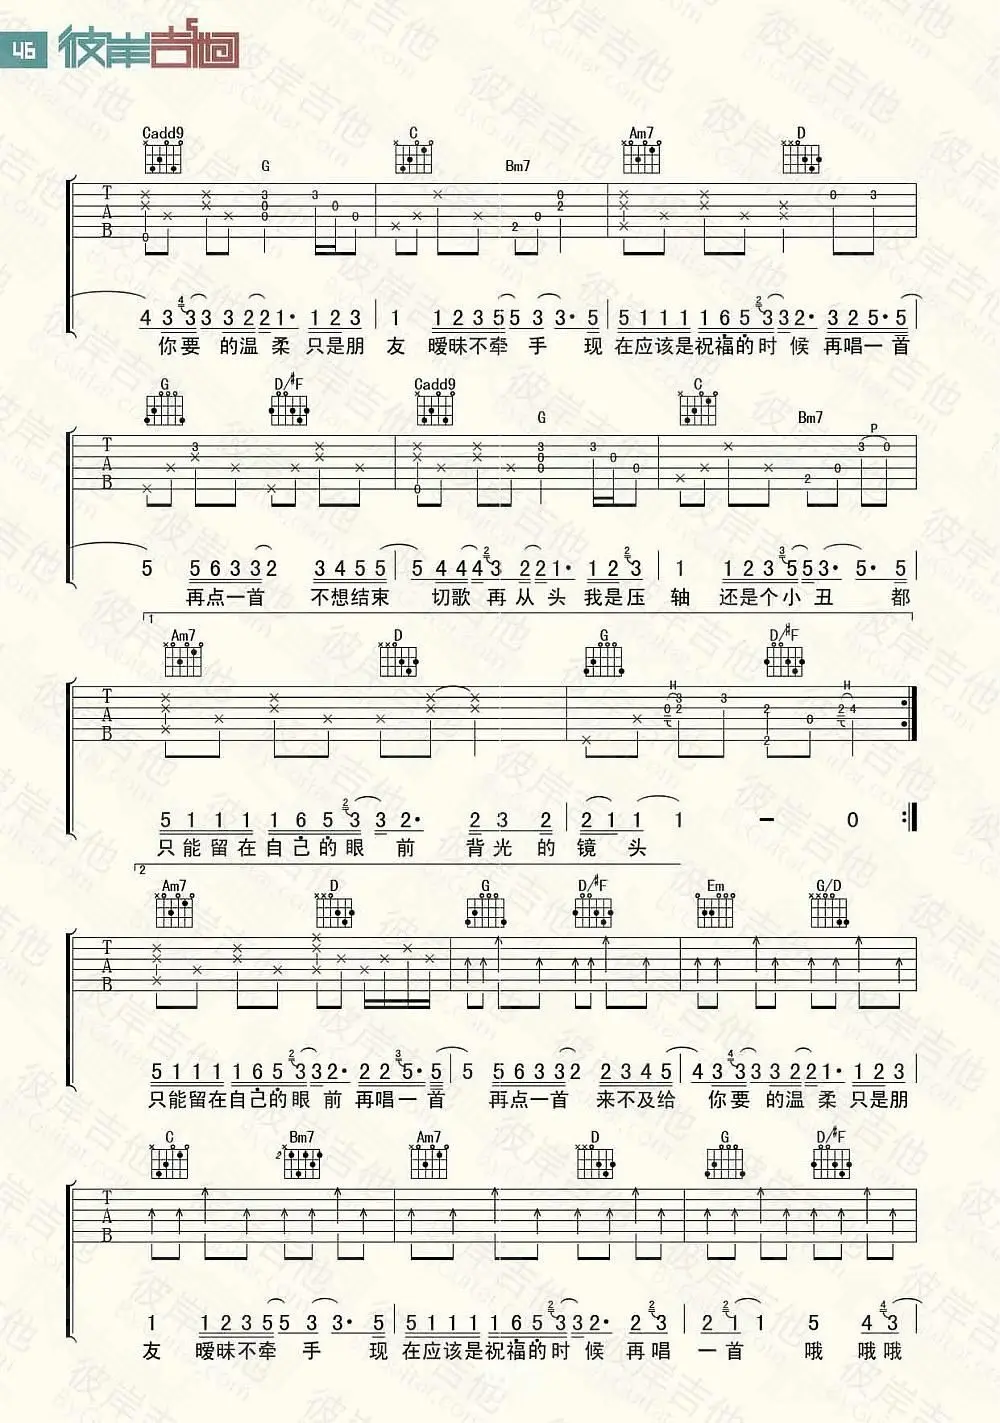 46 彼岸吉他
Cadd9 G C Bm7 Am7 D
T A B
4 3 3 3 3 2 2 1· 1 2 3 1 1 2 3 5 5 3 3· 5 5 1 1 1 1 6 5 3 3 2· 3 2 5· 5
你要 的温 柔 只是朋 友 暧昧不牵 手 现 在应该是祝福的时 候 再唱一 首
G D/#F Cadd9 G C Bm7
P
T A B
5 5 6 3 3 2 3 4 5 5 5 4 4 4 3 2 2 1· 1 2 3 1 1 2 3 5 5 3· 5· 5
再点一首 不想结束 切歌 再 从 头 我是压 轴 还是个小 丑 都
1
Am7 D G D/#F
H H
T A B
5 1 1 1 1 6 5 3 3 2· 2 3 2 2 1 1 1 — 0
只能留在自己的眼 前 背光 的 镜 头
2
Am7 D G D/#F Em G/D
T A B
5 1 1 1 1 6 5 3 3 2· 2 2 5· 5 5 5 6 3 3 2 2 3 4 5 4 3 3 3 3 2 2 1· 1 2 3
只能留在自己的眼 前 再唱一 首 再点一首 来不及给 你要 的温 柔 只是朋
C Bm7 Am7 D G D/#F
T A B
1 1 2 3 5 5 3 3· 5 5 1 1 1 1 6 5 3 3 2· 2 3 2 1 1 5 4 3
友 暧昧不牵 手 现 在应该是祝福的时 候 再唱 一首 哦 哦哦